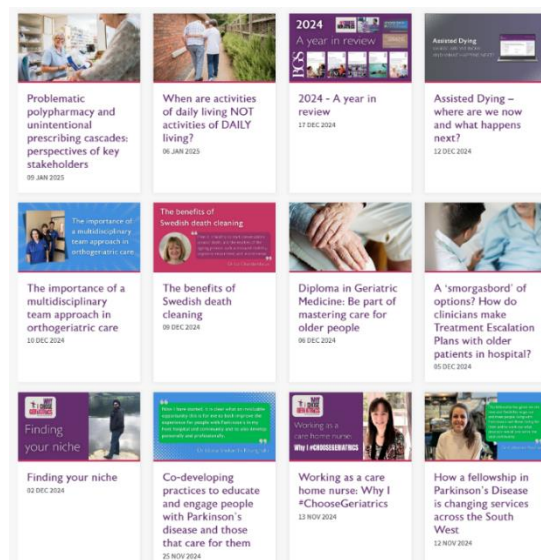 2024
A year in review
BGS
Assisted Dying
Problematic
polypharmacy and
unintentional
prescribing cascades:
perspectives of key
stakeholders
09 JAN 2025
When are activities
of daily living NOT
activities of DAILY
living?
06 JAN 2025
2024 - A year in
review
17 DEC 2024
Assisted Dying –
where are we now
and what happens
next?
12 DEC 2024
The importance of
a multidisciplinary
team approach in
orthogeriatric care
The benefits of
Swedish death cleaning
The importance of a
multidisciplinary
team approach in
orthogeriatric care
10 DEC 2024
The benefits of
Swedish death
cleaning
09 DEC 2024
Diploma in Geriatric
Medicine: Be part of
mastering care for
older people
06 DEC 2024
A ‘smorgasbord’ of
options? How do
clinicians make
Treatment Escalation
Plans with older
patients in hospital?
05 DEC 2024
WHY
I CHOOSE
GERIATRICS
Finding
your niche
WHY
I CHOOSE
GERIATRICS
Working as a
care home nurse:
Why I #CHOOSEGERIATRICS
Finding your niche
02 DEC 2024
Co-developing
practices to educate
and engage people
with Parkinson’s
disease and those
that care for them
25 NOV 2024
Working as a care
home nurse: Why I
#ChooseGeriatrics
13 NOV 2024
How a fellowship in
Parkinson’s Disease
is changing services
across the South
West
12 NOV 2024